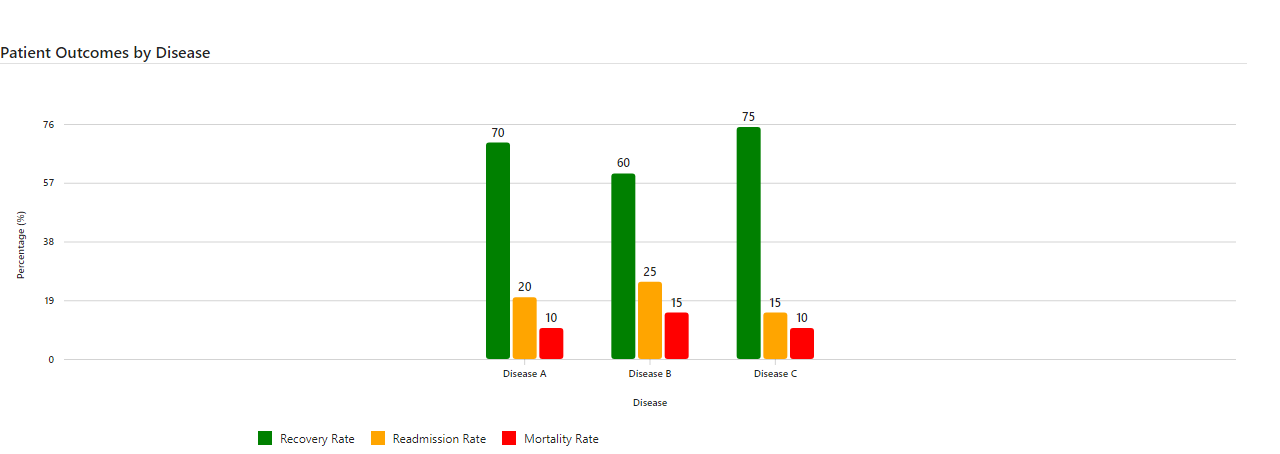 Patient Outcomes by Disease
Percentage (%)
76
57
38
19
0
70
20
10
60
25
15
75
15
10
Disease A
Disease B
Disease C
Disease
Recovery Rate
Readmission Rate
Mortality Rate